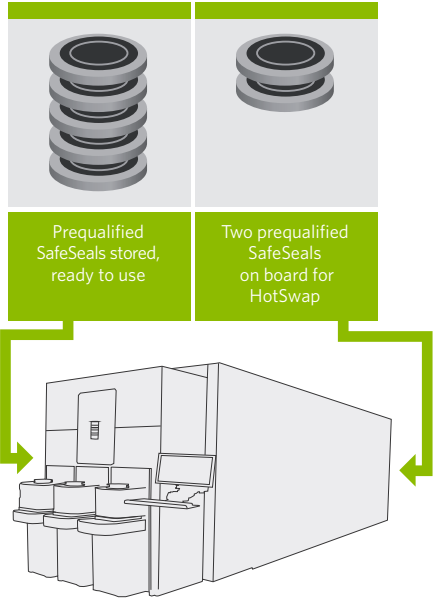 Prequalified
SafeSeals stored,
ready to use
Two prequalified
SafeSeals
on board for
HotSwap